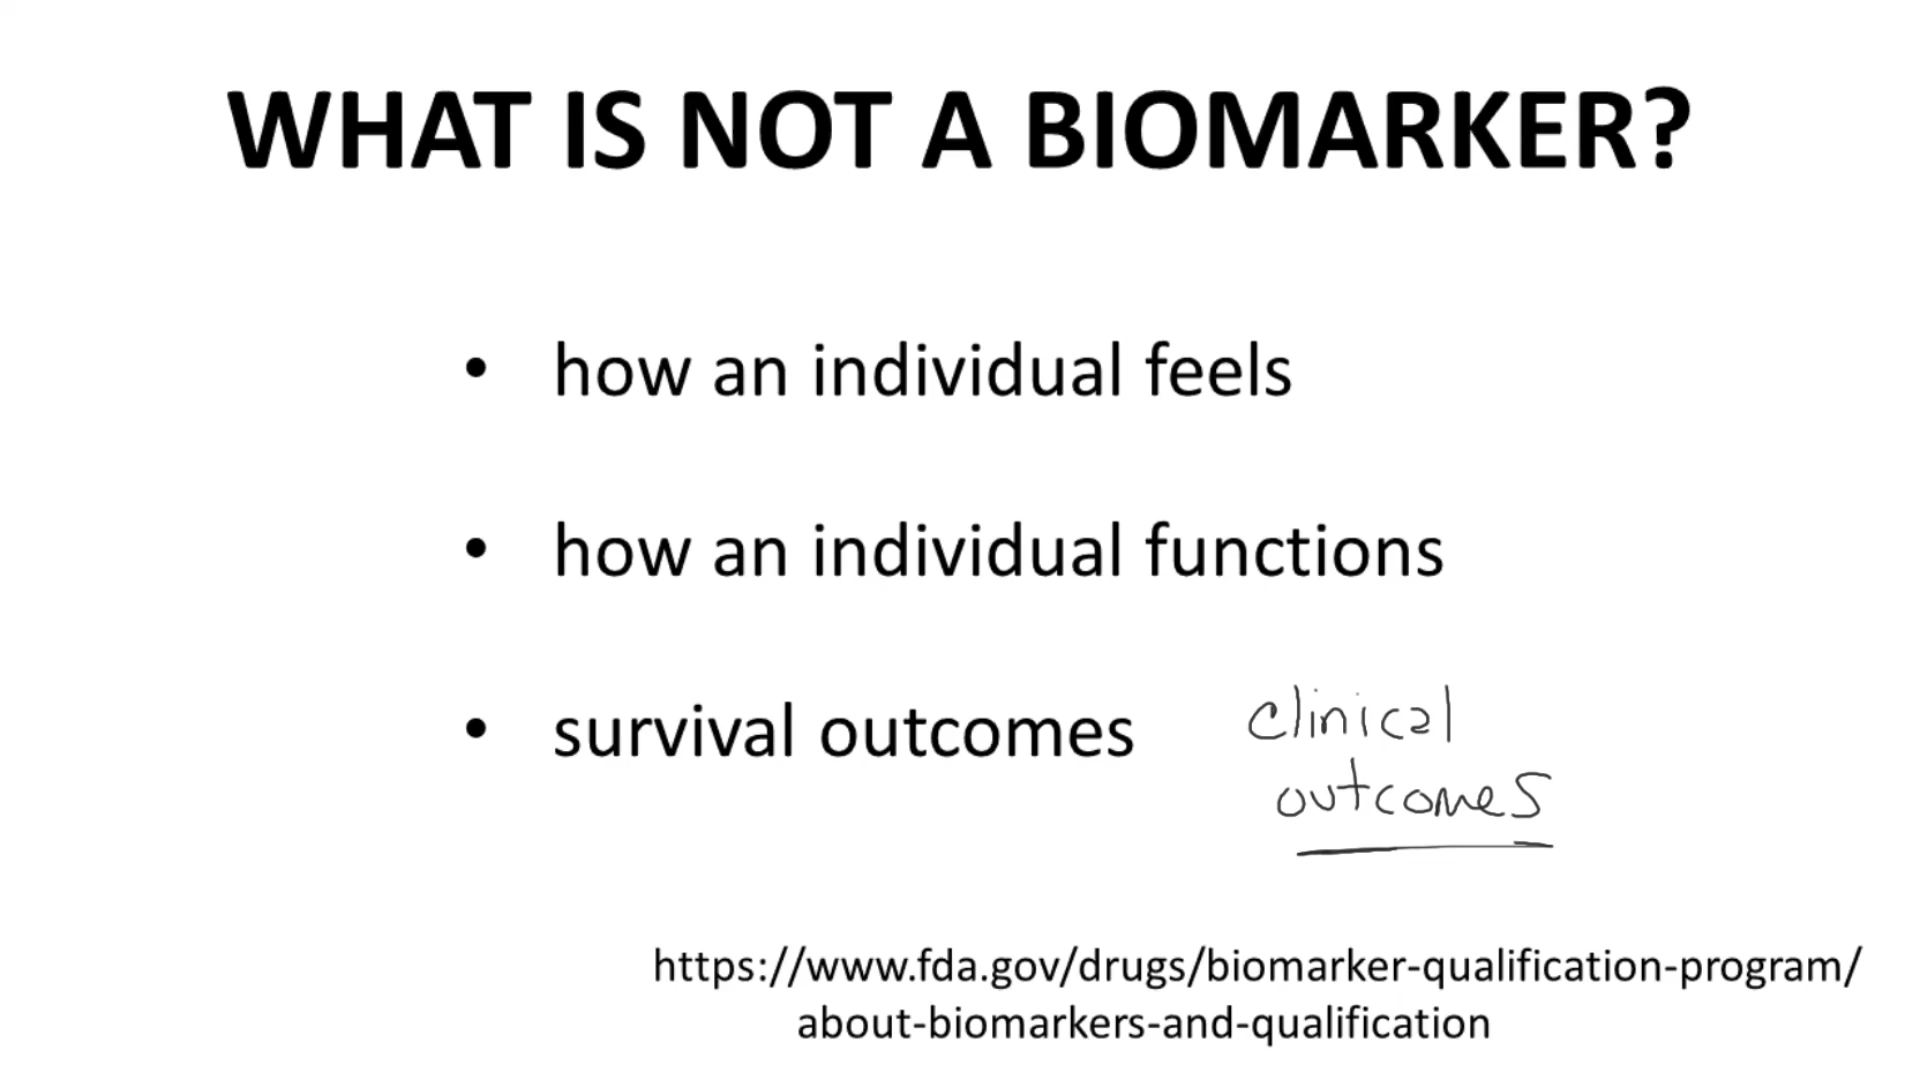 WHAT IS NOT A BIOMARKER?
• how an individual feels
• how an individual functions
• survival outcomes
clinical
outcomes
https://www.fda.gov/drugs/biomarker-qualification-program/
about-biomarkers-and-qualification